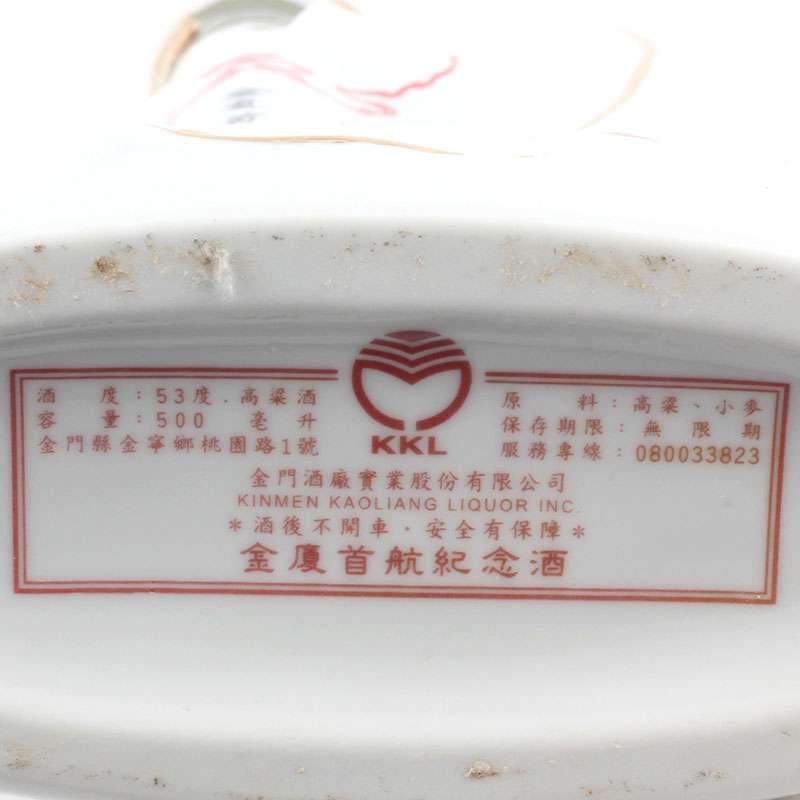 酒度：53度．高粱酒
容量：500毫升
金門縣金寧鄉桃園路1號
KKL
原料：高粱、小麥
保存期限：無限期
服務專線：080033823
金門酒廠實業股份有限公司
KINMEN KAOLIANG LIQUOR INC.
＊酒後不開車．安全有保障＊
金廈首航紀念酒